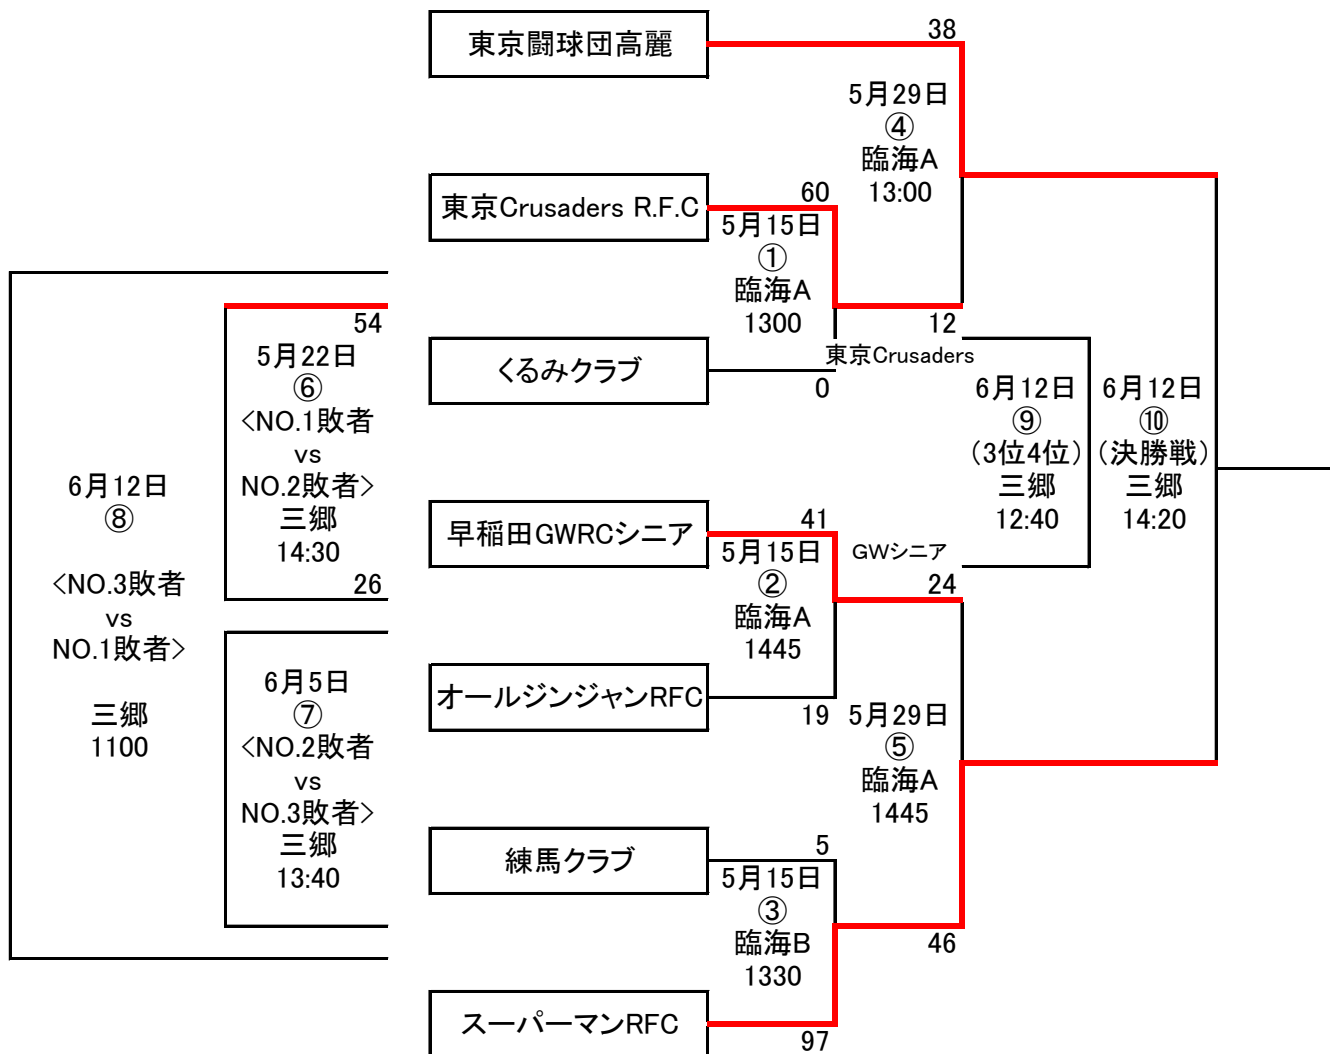 東京闘球団高麗
38
5月29日
④
臨海A
13:00
東京Crusaders R.F.C
60
5月15日
①
臨海A
1300
12
東京Crusaders
くるみクラブ
0
54
5月22日
⑥
<NO.1敗者
vs
NO.2敗者>
三郷
14:30
26
6月12日
⑧
<NO.3敗者
vs
NO.1敗者>
三郷
1100
6月5日
⑦
<NO.2敗者
vs
NO.3敗者>
三郷
13:40
6月12日
⑨
(3位4位)
三郷
12:40
6月12日
⑩
(決勝戦)
三郷
14:20
早稲田GWRCシニア
41
5月15日
②
臨海A
1445
GWシニア
24
オールジンジャンRFC
19
5月29日
⑤
臨海A
1445
練馬クラブ
5
5月15日
③
臨海B
1330
46
スーパーマンRFC
97